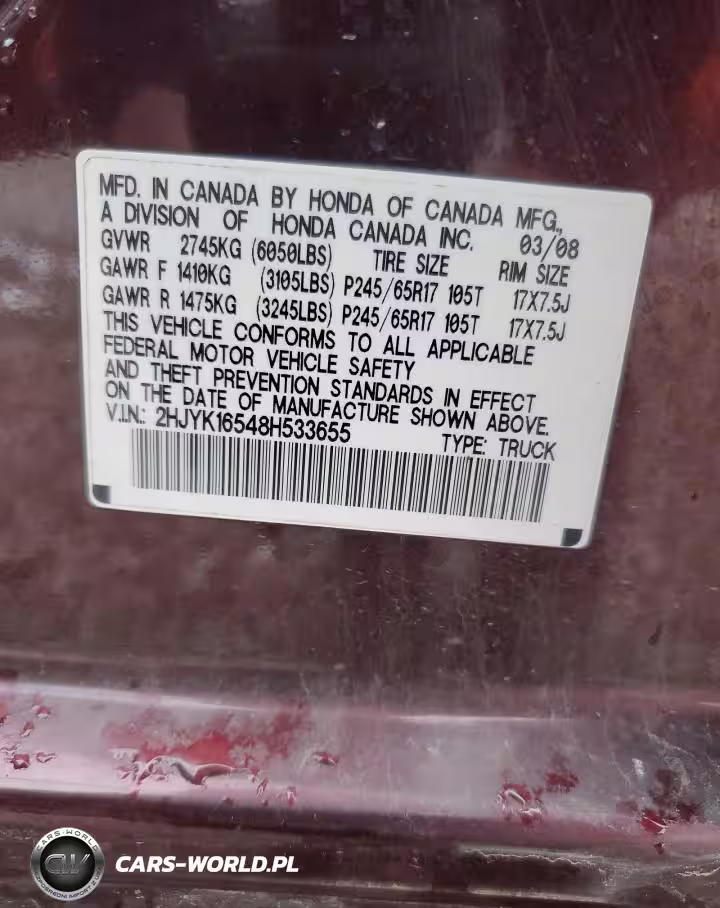 MFD. IN CANADA BY HONDA OF CANADA MFG.,
A DIVISION OF HONDA CANADA INC. 03/08
GVWR 2745KG (6050LBS) TIRE SIZE RIM SIZE
GAWR F 1410KG (3105LBS) P245/65R17 105T 17X7.5J
GAWR R 1475KG (3245LBS) P245/65R17 105T 17X7.5J
THIS VEHICLE CONFORMS TO ALL APPLICABLE
FEDERAL MOTOR VEHICLE SAFETY
AND THEFT PREVENTION STANDARDS IN EFFECT
ON THE DATE OF MANUFACTURE SHOWN ABOVE.
V.I.N.: 2HJYK16548H533655 TYPE: TRUCK
CARS-WORLD
CW
CARS-WORLD.PL